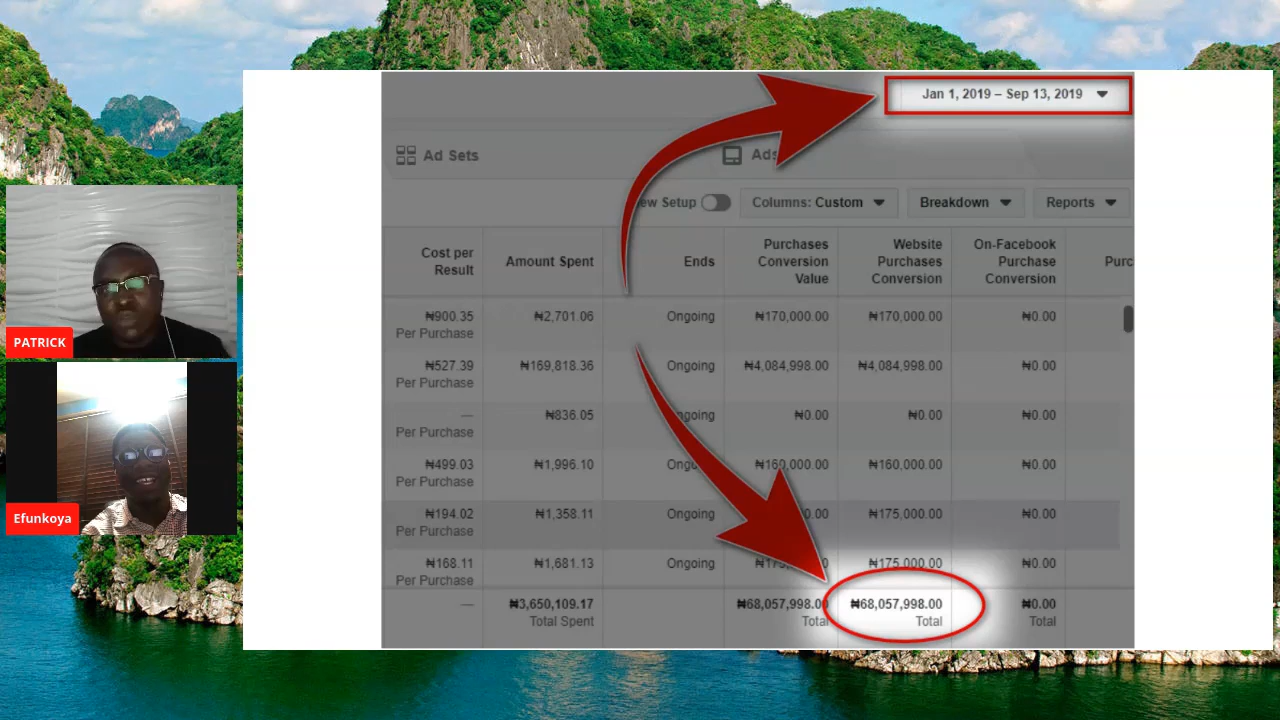 Jan 1, 2019 – Sep 13, 2019
Ad Sets
Ads
ew Setup
Columns: Custom
Breakdown
Reports
Cost per Result
Amount Spent
Ends
Purchases Conversion Value
Website Purchases Conversion
On-Facebook Purchase Conversion
Purc
₦900.35 ₦2,701.06 Ongoing ₦170,000.00 ₦170,000.00 ₦0.00
Per Purchase
₦527.39 ₦169,818.36 Ongoing ₦4,084,998.00 ₦4,084,998.00 ₦0.00
Per Purchase
— ₦836.05 Ongoing ₦0.00 ₦0.00 ₦0.00
Per Purchase
₦499.03 ₦1,996.10 ₦160,000.00 ₦160,000.00 ₦0.00
Per Purchase
₦194.02 ₦1,358.11 Ongoing ₦175,000.00 ₦0.00
Per Purchase
₦168.11 ₦1,681.13 Ongoing ₦175,000.00 ₦0.00
Per Purchase
— ₦3,650,109.17 ₦68,057,998.00 ₦68,057,998.00 ₦0.00
Total Spent Total Total Total
PATRICK
Efunkoya